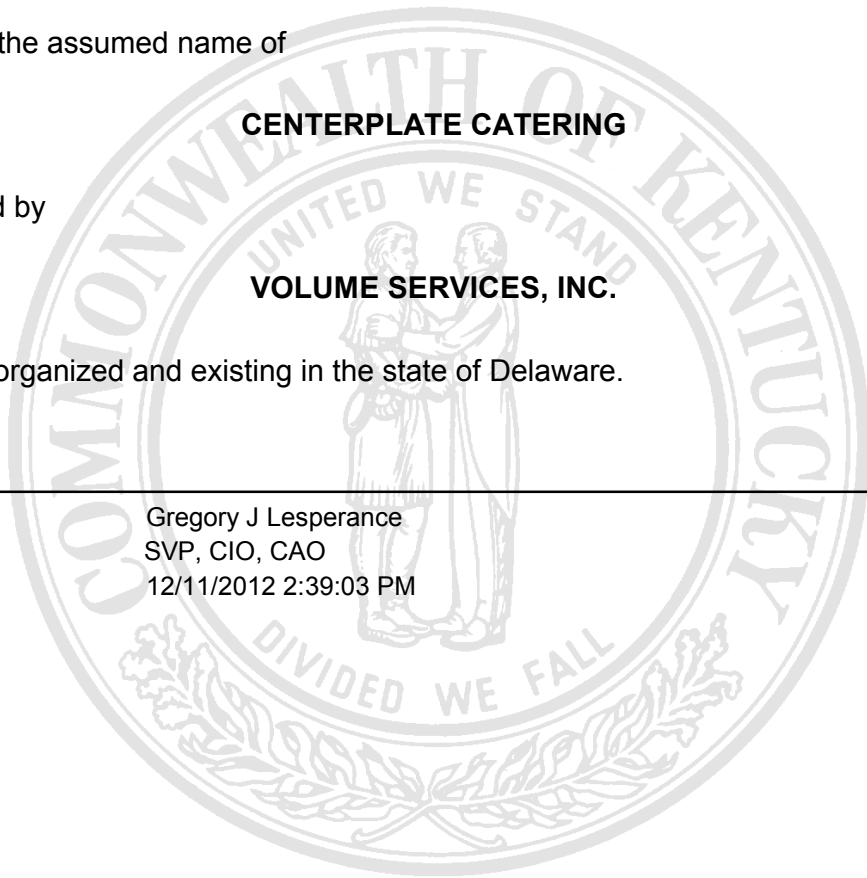 the assumed name of
CENTERPLATE CATERING
d by
VOLUME SERVICES, INC.
organized and existing in the state of Delaware.
Gregory J Lesperance
SVP, CIO, CAO
12/11/2012 2:39:03 PM
COMMONWEALTH OF KENTUCKY
UNITED WE STAND
DIVIDED WE FALL